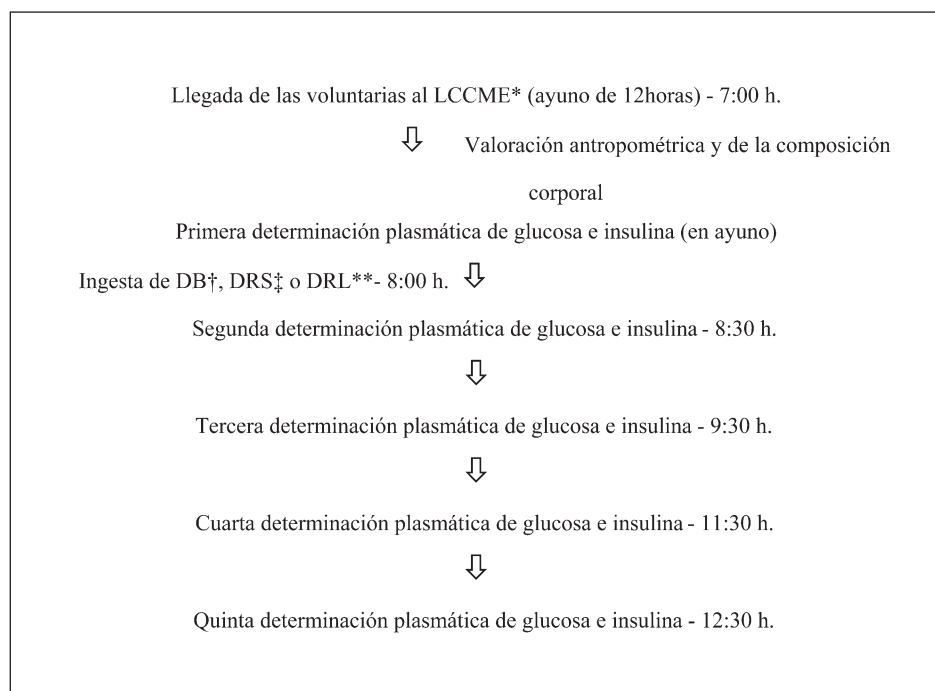 Llegada de las voluntarias al LCCME* (ayuno de 12horas) - 7:00 h.
Valoración antropométrica y de la composición
corporal
Primera determinación plasmática de glucosa e insulina (en ayuno)
Ingesta de DB†, DRS‡ o DRL**- 8:00 h.
Segunda determinación plasmática de glucosa e insulina - 8:30 h.
Tercera determinación plasmática de glucosa e insulina - 9:30 h.
Cuarta determinación plasmática de glucosa e insulina - 11:30 h.
Quinta determinación plasmática de glucosa e insulina - 12:30 h.